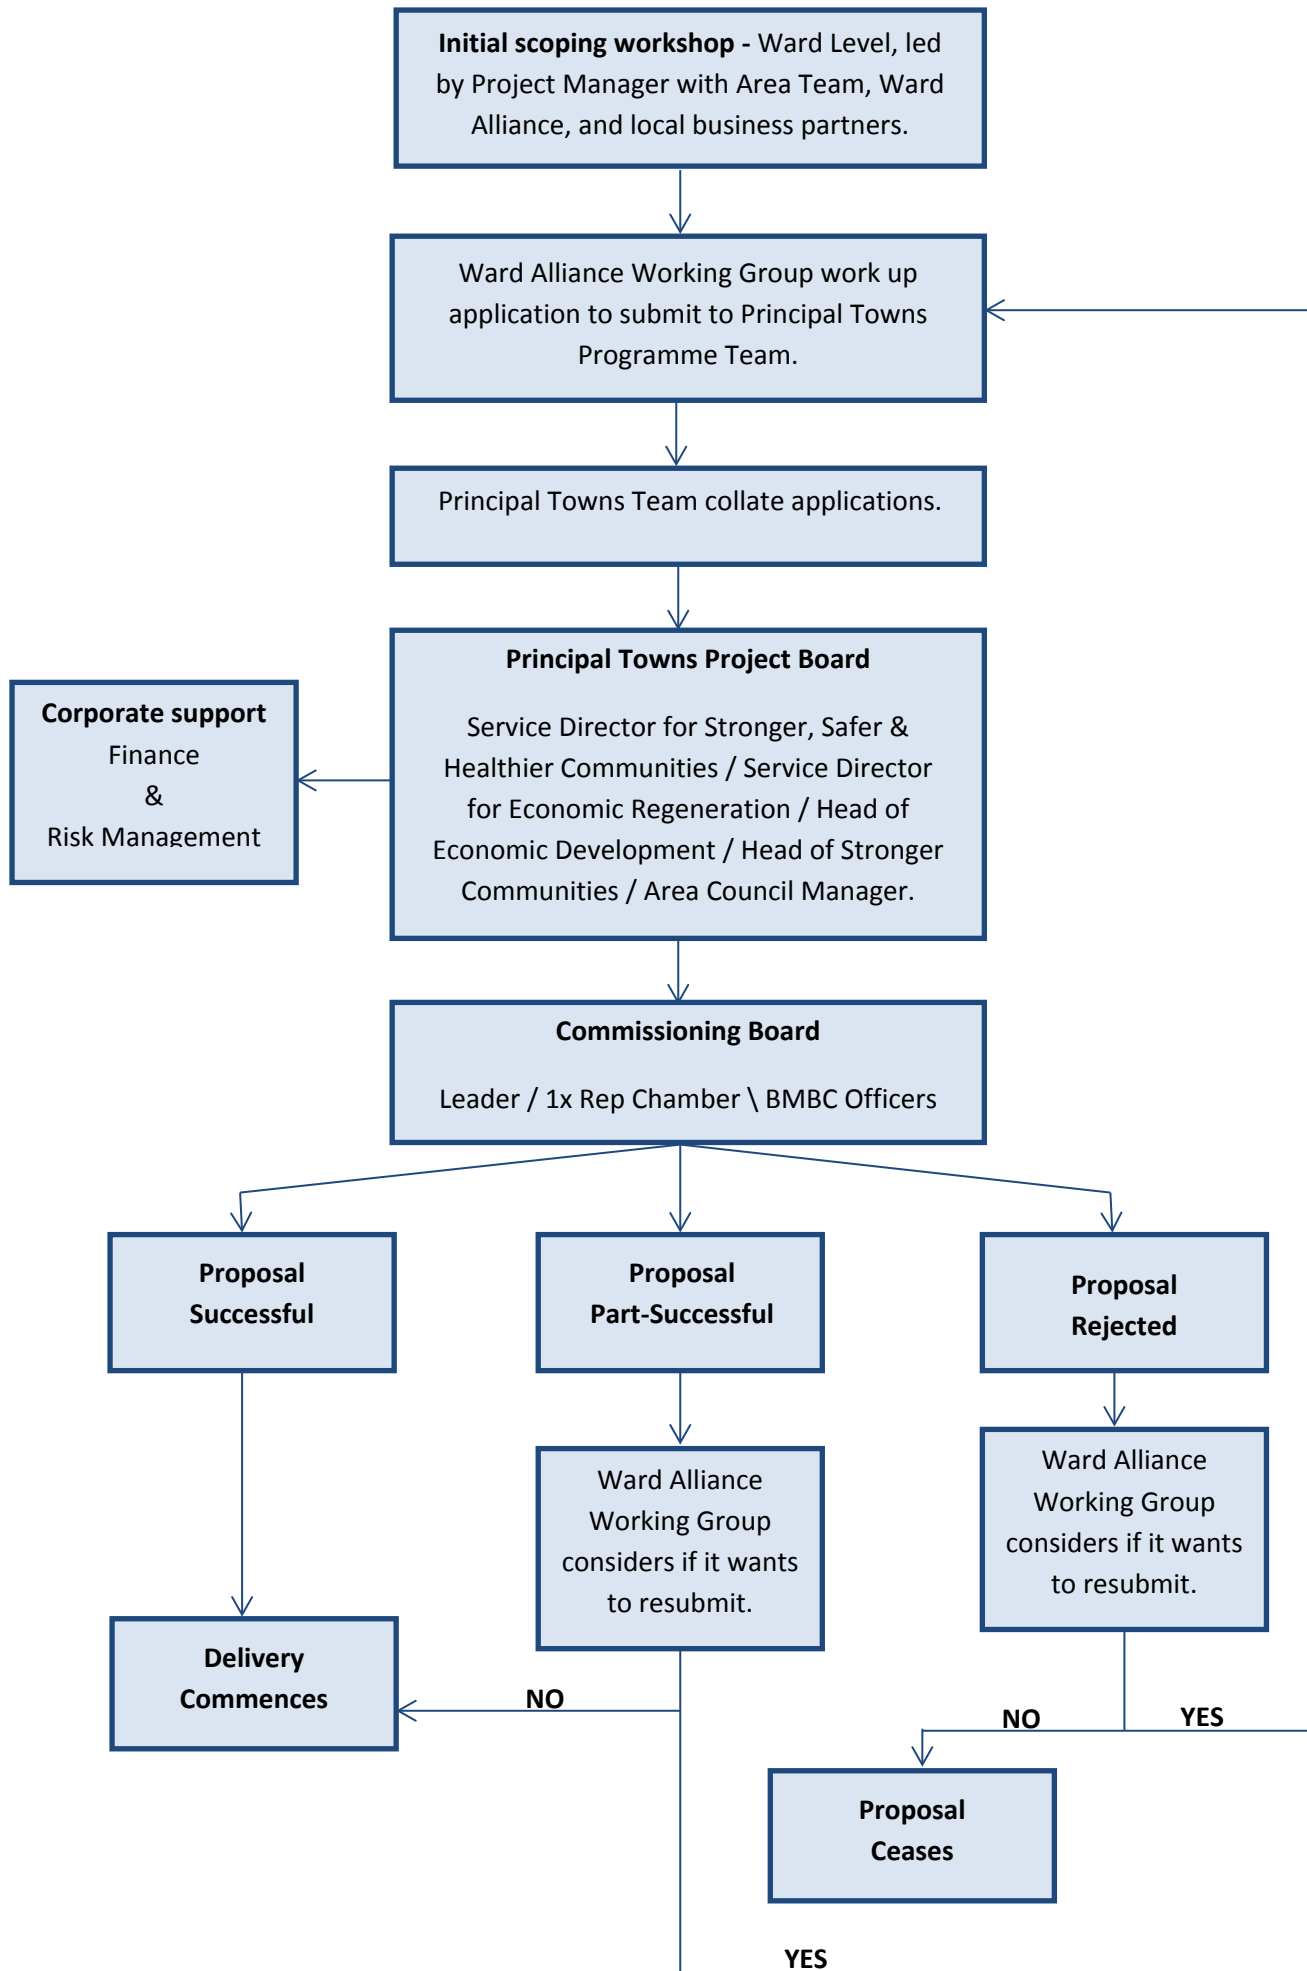 Initial scoping workshop - Ward Level, led
by Project Manager with Area Team, Ward
Alliance, and local business partners.
Ward Alliance Working Group work up
application to submit to Principal Towns
Programme Team.
Principal Towns Team collate applications.
Principal Towns Project Board
Service Director for Stronger, Safer &
Healthier Communities / Service Director
for Economic Regeneration / Head of
Economic Development / Head of Stronger
Communities / Area Council Manager.
Corporate support
Finance
&
Risk Management
Commissioning Board
Leader / 1x Rep Chamber \ BMBC Officers
Proposal
Successful
Proposal
Part-Successful
Proposal
Rejected
Ward Alliance
Working Group
considers if it wants
to resubmit.
Ward Alliance
Working Group
considers if it wants
to resubmit.
Delivery
Commences
NO
NO
YES
Proposal
Ceases
YES